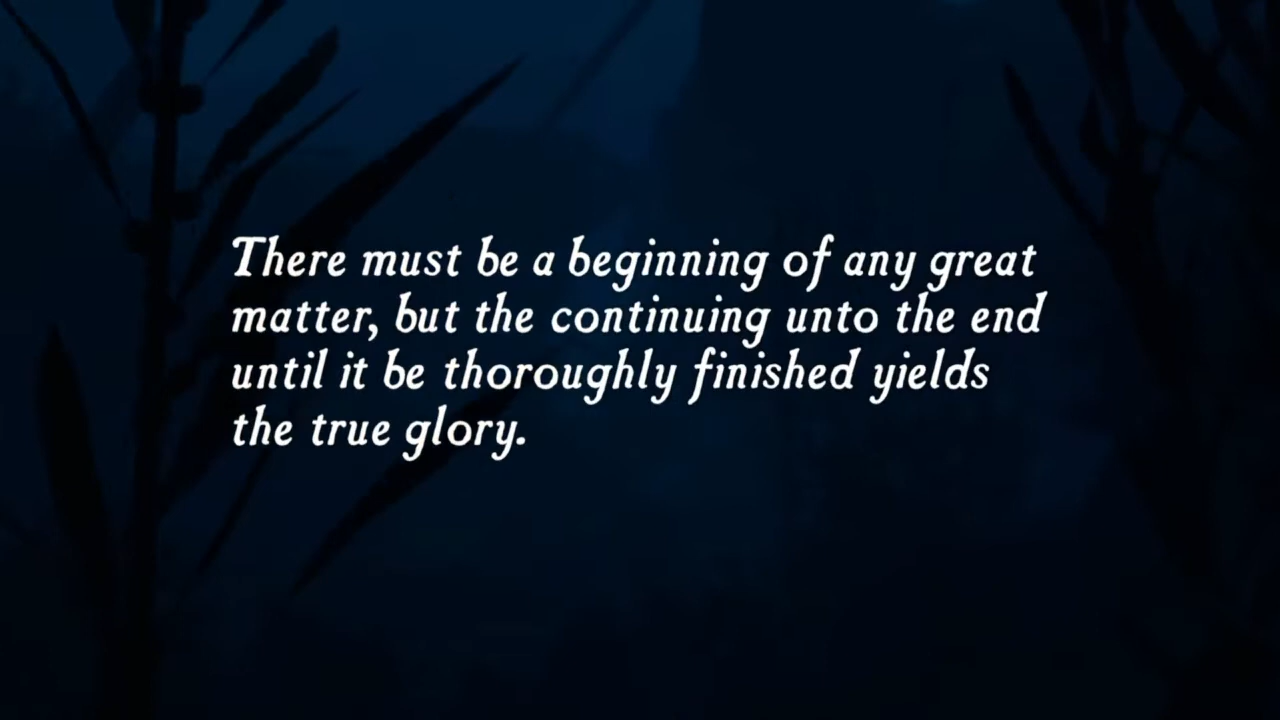 There must be a beginning of any great
matter, but the continuing unto the end
until it be thoroughly finished yields
the true glory.